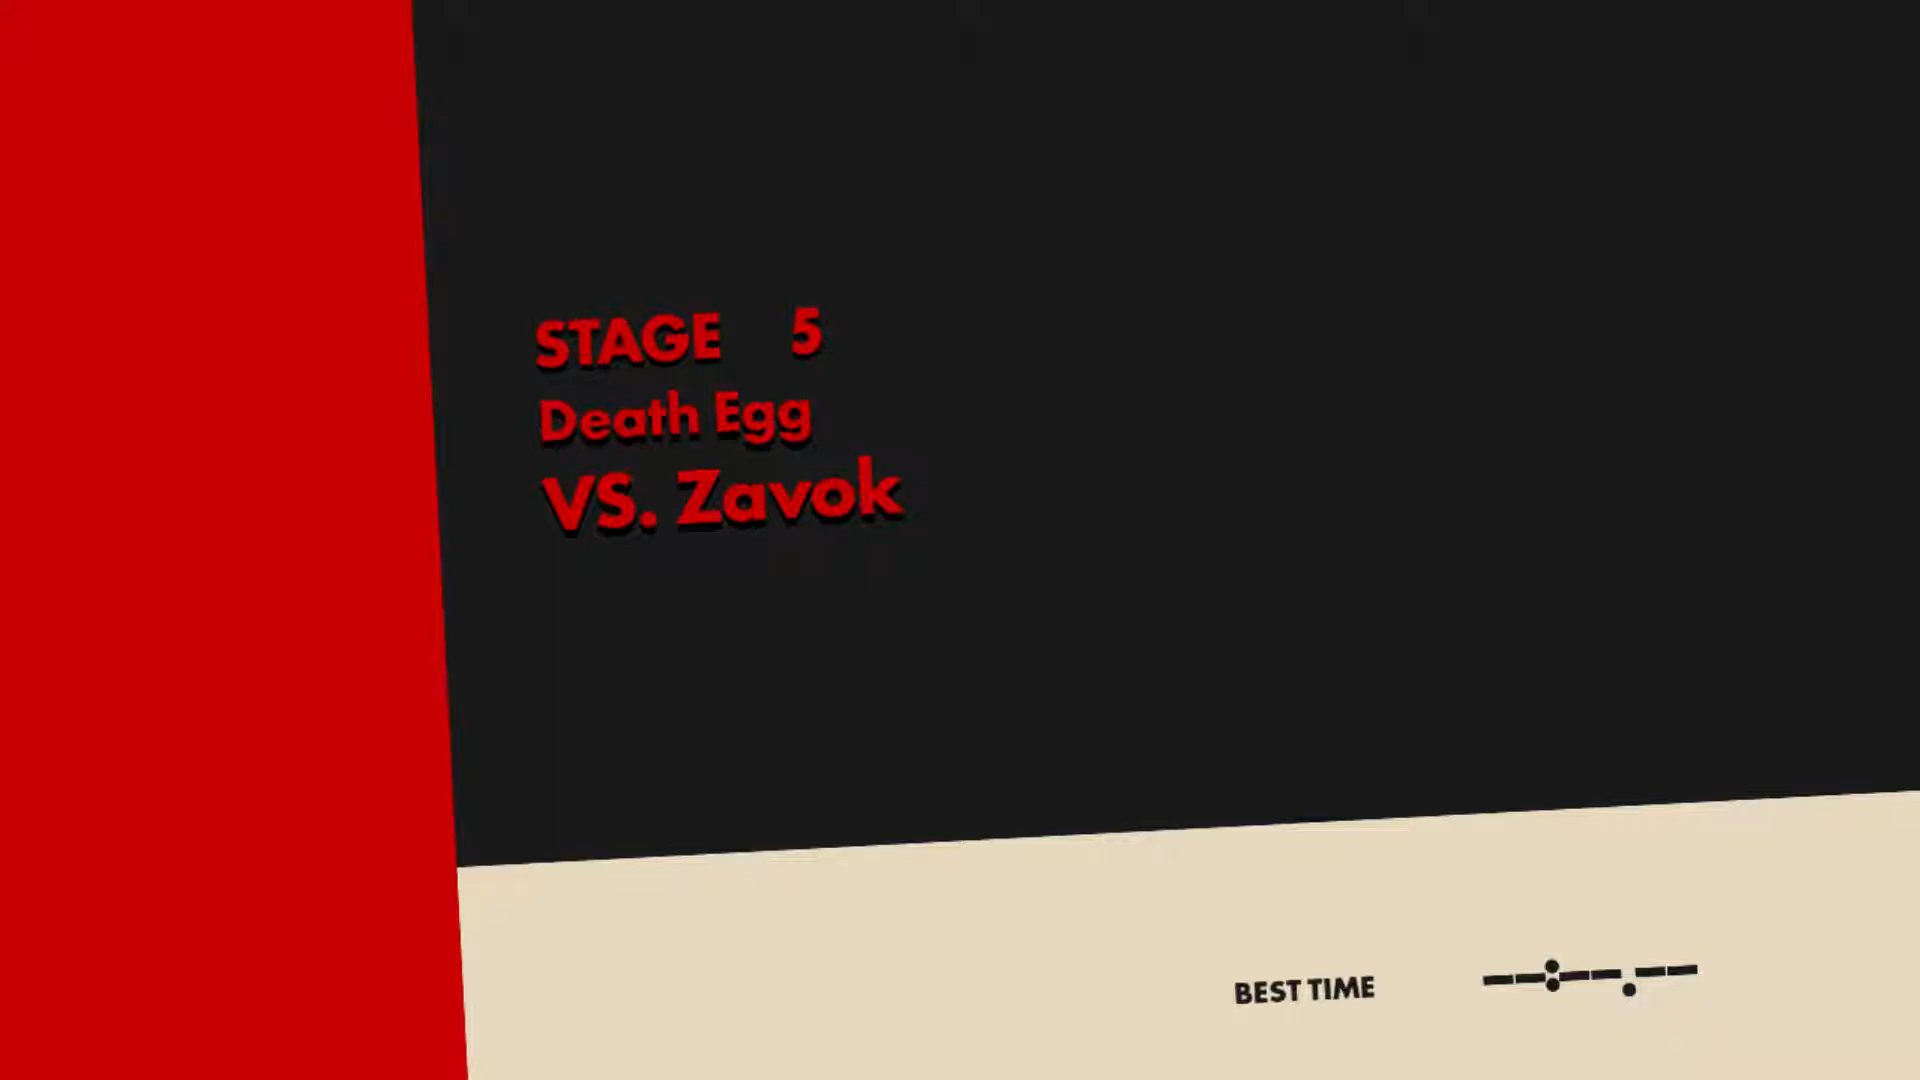 STAGE 5
Death Egg
VS. Zavok
BEST TIME --:--.--